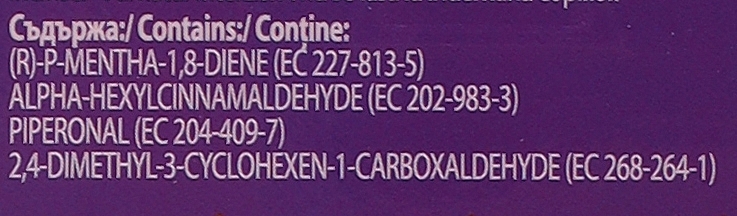 Съдържа:/ Contains:/ Conține:
(R)-P-MENTHA-1,8-DIENE (EC 227-813-5)
ALPHA-HEXYLCINNAMALDEHYDE (EC 202-983-3)
PIPERONAL (EC 204-409-7)
2,4-DIMETHYL-3-CYCLOHEXEN-1-CARBOXALDEHYDE (EC 268-264-1)